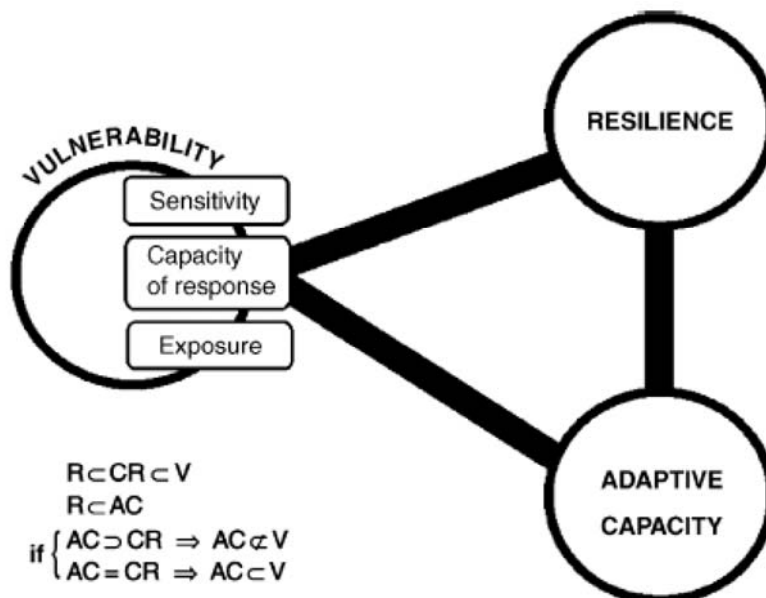 VULNERABILITY
Sensitivity
Capacity
of response
Exposure
RESILIENCE
ADAPTIVE
CAPACITY
R⊂CR⊂V
R⊂AC
if { AC⊃CR ⇒ AC⊄V
AC=CR ⇒ AC⊂V